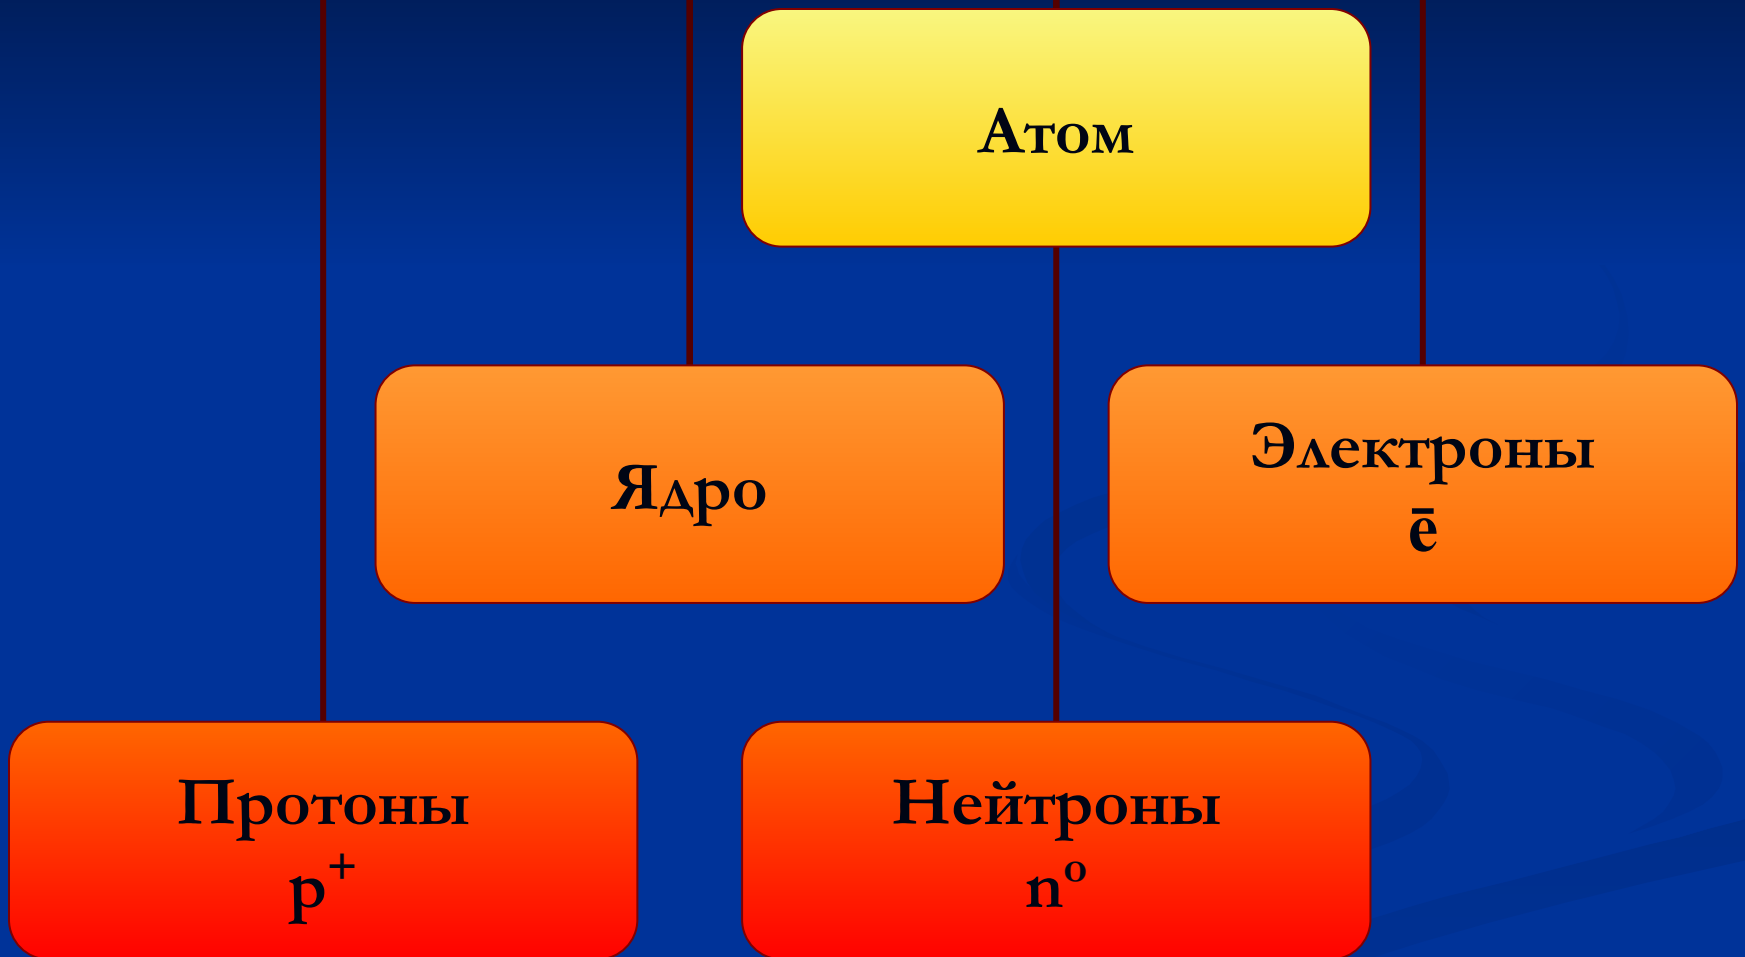 Атом
Ядро
Электроны
ē
Протоны
p⁺
Нейтроны
nº